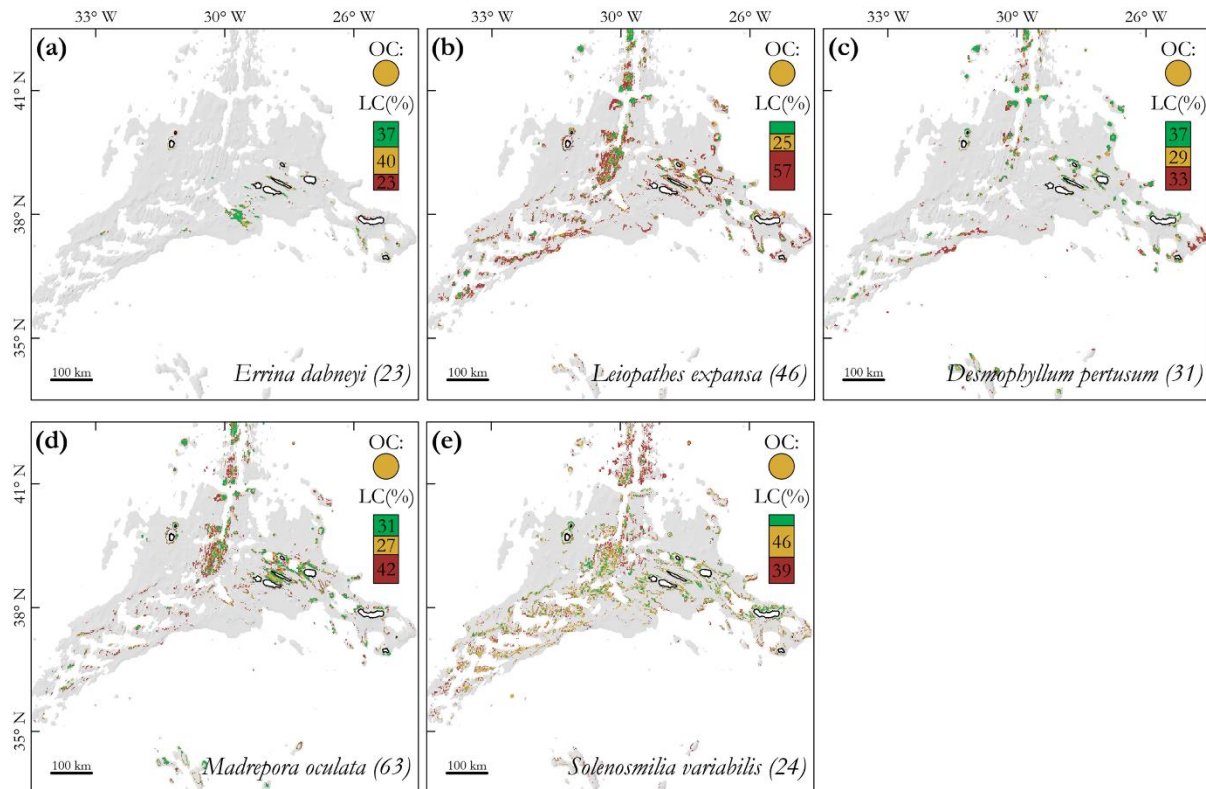 33° W 30° W 26° W 33° W 30° W 26° W 33° W 30° W 26° W
(a) OC:
LC(%)
37
40
23
100 km
Errina dabneyi (23)
(b) OC:
LC(%)
25
57
100 km
Leiopathes expansa (46)
(c) OC:
LC(%)
37
29
33
100 km
Desmophyllum pertusum (31)
41° N
38° N
35° N
(d) OC:
LC(%)
31
27
42
100 km
Madrepora oculata (63)
(e) OC:
LC(%)
46
39
100 km
Solenosmilia variabilis (24)
41° N
38° N
35° N